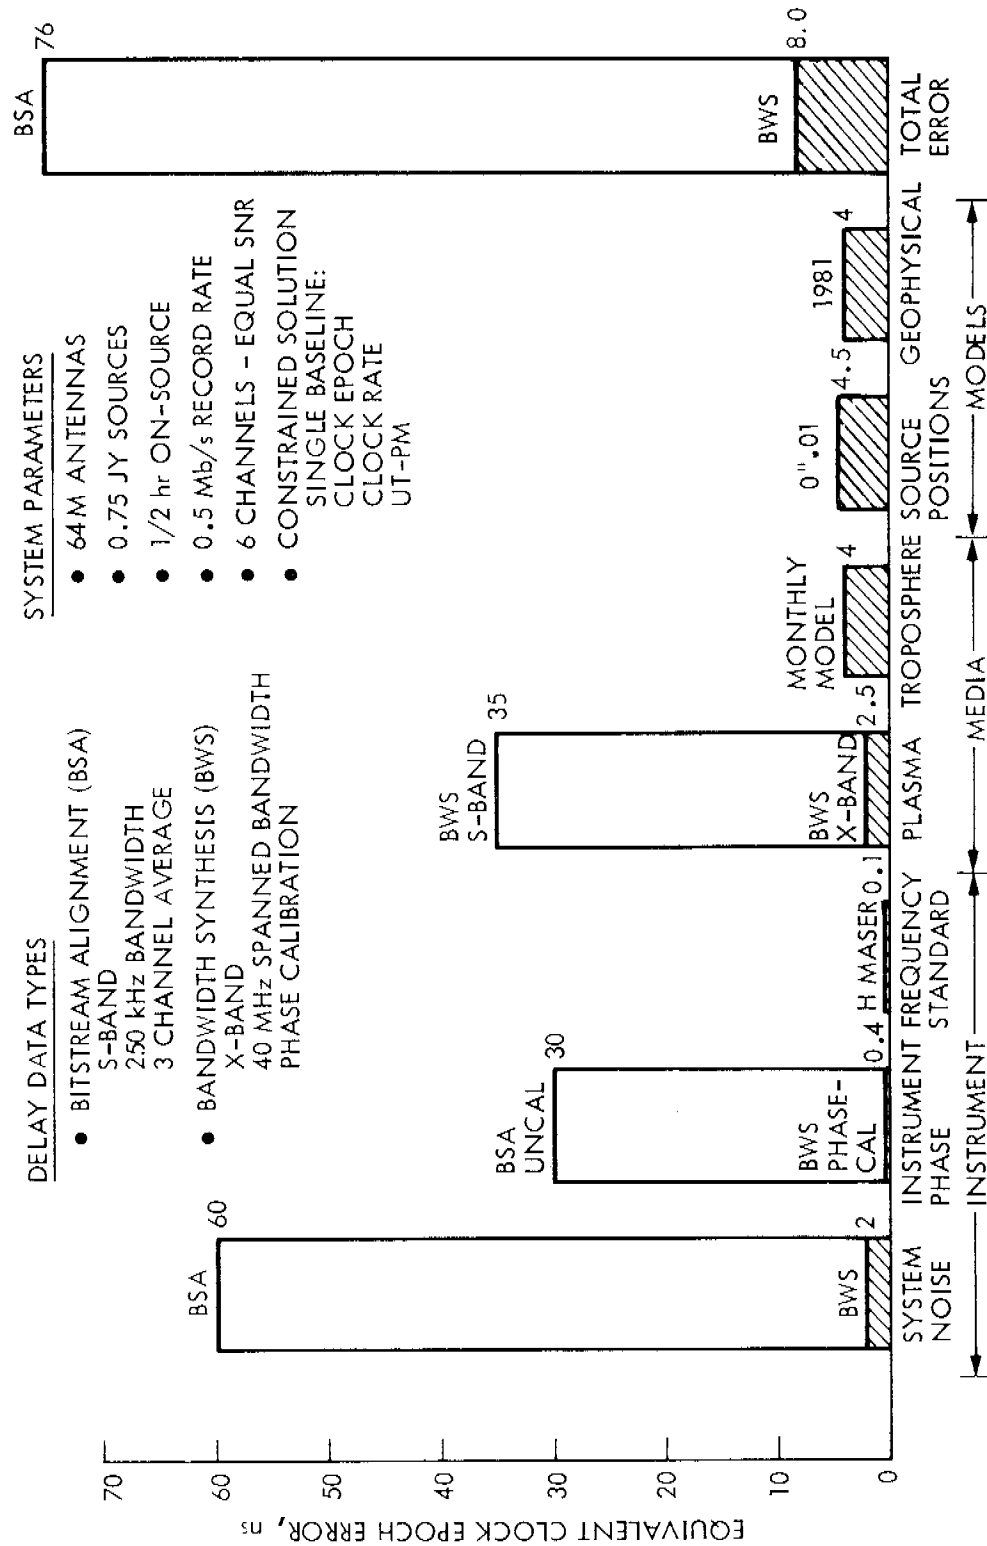 DELAY DATA TYPES
• BITSTREAM ALIGNMENT (BSA)
S-BAND
250 kHz BANDWIDTH
3 CHANNEL AVERAGE
• BANDWIDTH SYNTHESIS (BWS)
X-BAND
40 MHz SPANNED BANDWIDTH
PHASE CALIBRATION
SYSTEM PARAMETERS
• 64M ANTENNAS
• 0.75 JY SOURCES
• 1/2 hr ON-SOURCE
• 0.5 Mb/s RECORD RATE
• 6 CHANNELS - EQUAL SNR
• CONSTRAINED SOLUTION
SINGLE BASELINE:
CLOCK EPOCH
CLOCK RATE
UT-PM
EQUIVALENT CLOCK EPOCH ERROR, ns
70
60
50
40
30
20
10
0
BSA
60
BWS
2
BSA
UNCAL
30
BWS
PHASE-
CAL
0.4
H MASER
0.1
BWS
S-BAND
35
BWS
X-BAND
2.5
MONTHLY
MODEL
4
0".01
4.5
1981
4
BSA
76
BWS
8.0
SYSTEM
NOISE
INSTRUMENT
PHASE
FREQUENCY
STANDARD
PLASMA
TROPOSPHERE
SOURCE
POSITIONS
GEOPHYSICAL
TOTAL
ERROR
INSTRUMENT
MEDIA
MODELS